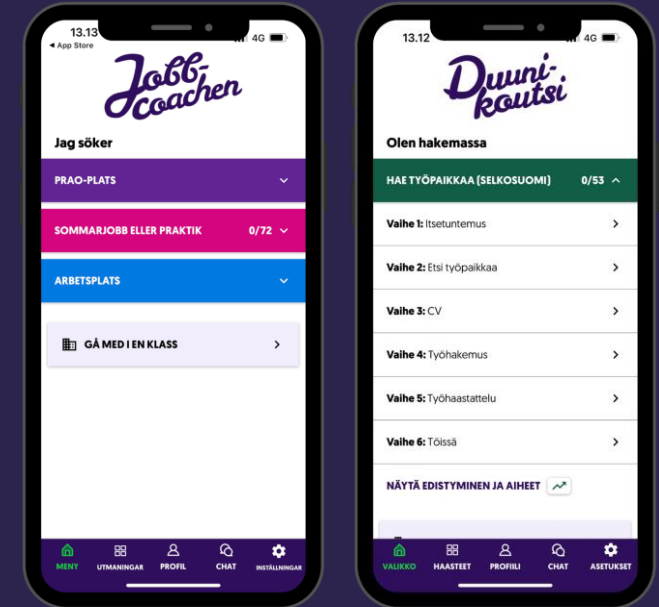 13.13
4G
◄ App Store
Jobb-
coachen
Jag söker
PRAO-PLATS
SOMMARJOBB ELLER PRAKTIK 0/72
ARBETSPLATS
GÅ MED I EN KLASS
MENY UTMANINGAR PROFIL CHAT INSTÄLLNINGAR
13.12
4G
Duuni-
koutsi
Olen hakemassa
HAE TYÖPAIKKAA (SELKOSUOMI) 0/53
Vaihe 1: Itsetuntemus
Vaihe 2: Etsi työpaikkaa
Vaihe 3: CV
Vaihe 4: Työhakemus
Vaihe 5: Työhaastattelu
Vaihe 6: Töissä
NÄYTÄ EDISTYMINEN JA AIHEET
VALIKKO HAASTEET PROFIILI CHAT ASETUKSET